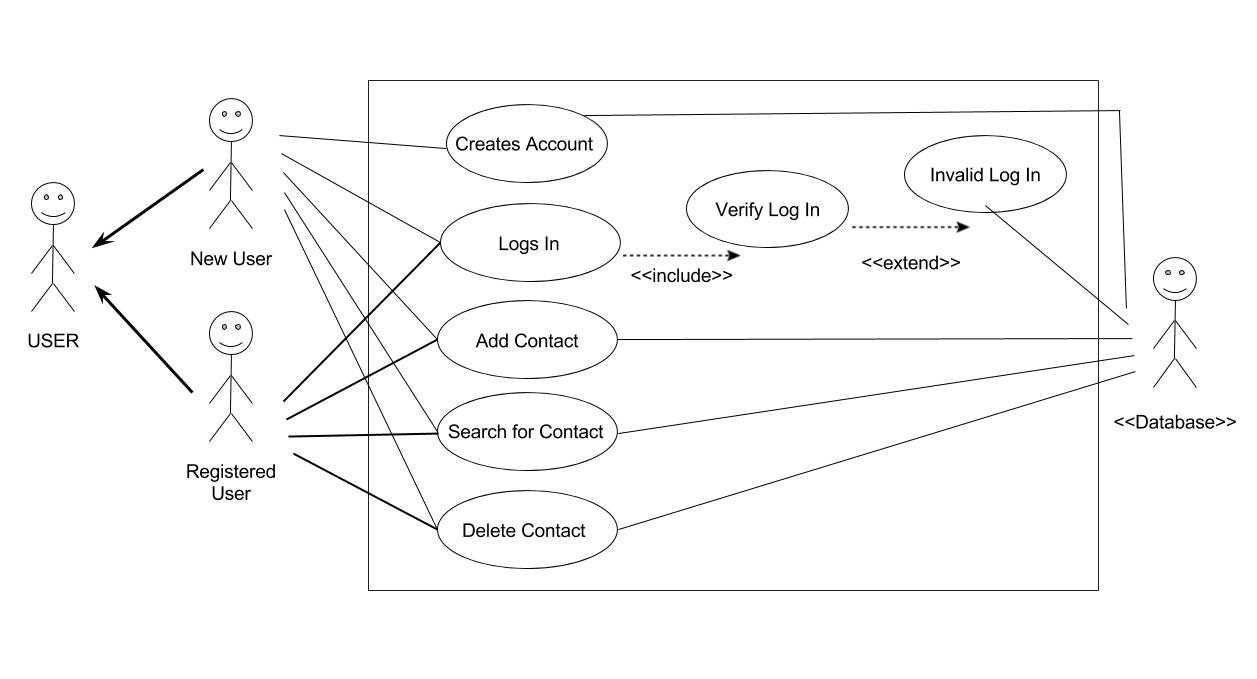 Creates Account
Invalid Log In
Verify Log In
Logs In
New User
<<include>>
<<extend>>
USER
Add Contact
<<Database>>
Search for Contact
Registered
User
Delete Contact